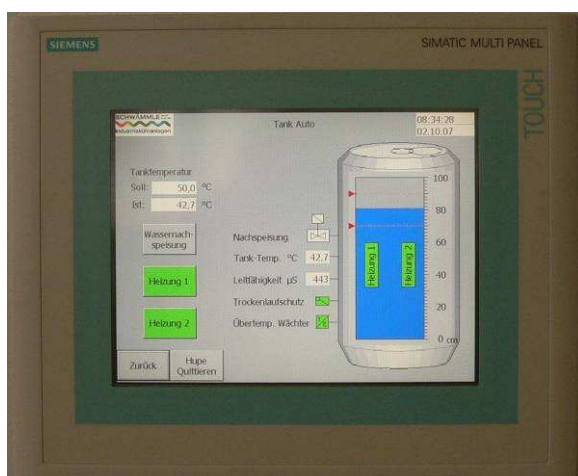 SIEMENS
SIMATIC MULTI PANEL
TOUCH
SCHWÄMMLE
Industriekühlanlagen
Tank Auto
08:34:28
02.10.07
Tanktemperatur
Soll: 50,0 °C
Ist: 42,7 °C
Wassernach-
speisung
Heizung 1
Heizung 2
Nachspeisung
Tank-Temp. °C 42,7
Leitfähigkeit µS 443
Trockenlaufschutz
Übertemp. Wächter
Heizung 1
Heizung 2
100
80
60
40
20
0 cm
Zurück
Hupe
Quittieren